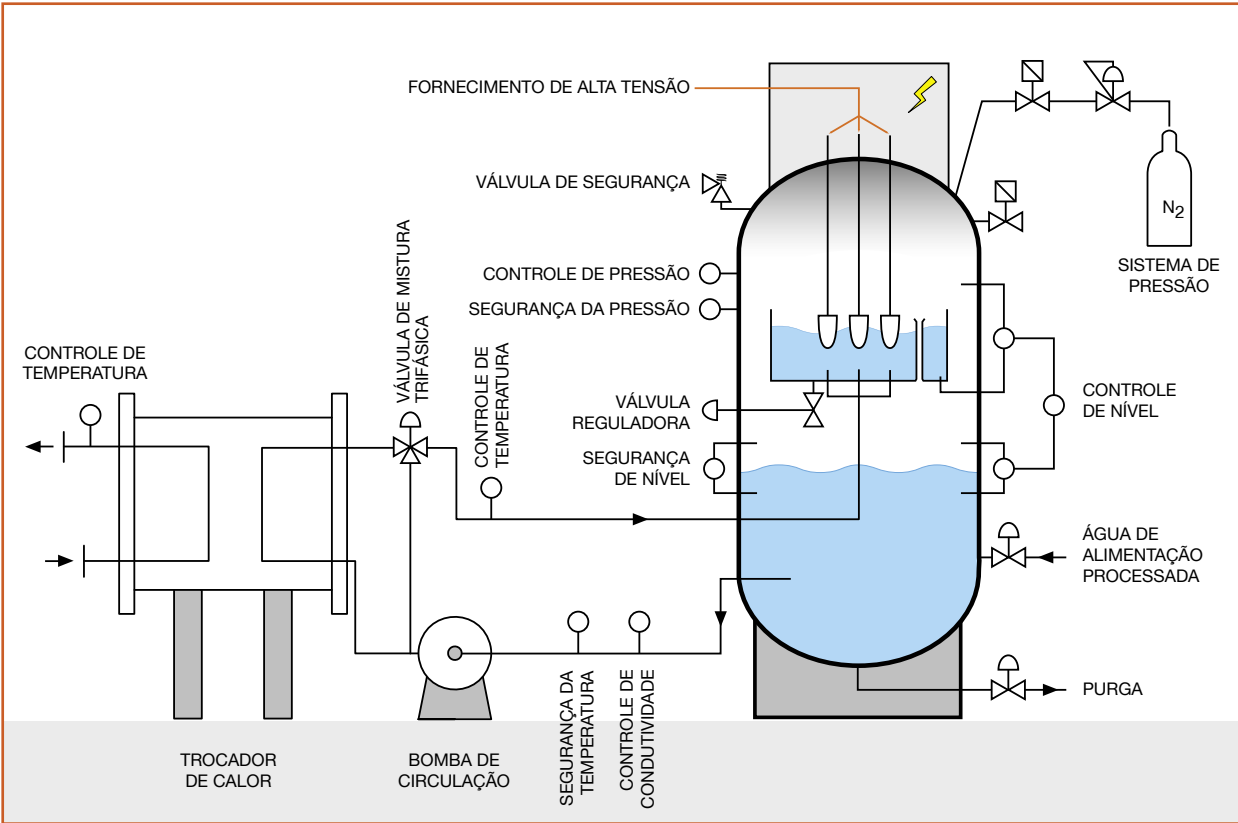 FORNECIMENTO DE ALTA TENSÃO
VÁLVULA DE SEGURANÇA
N2
SISTEMA DE
PRESSÃO
CONTROLE DE PRESSÃO
SEGURANÇA DA PRESSÃO
VÁLVULA DE MISTURA
TRIFÁSICA
CONTROLE DE
TEMPERATURA
CONTROLE DE
TEMPERATURA
VÁLVULA
REGULADORA
CONTROLE
DE NÍVEL
SEGURANÇA
DE NÍVEL
ÁGUA DE
ALIMENTAÇÃO
PROCESSADA
PURGA
TROCADOR
DE CALOR
BOMBA DE
CIRCULAÇÃO
SEGURANÇA DA
TEMPERATURA
CONTROLE DE
CONDUTIVIDADE